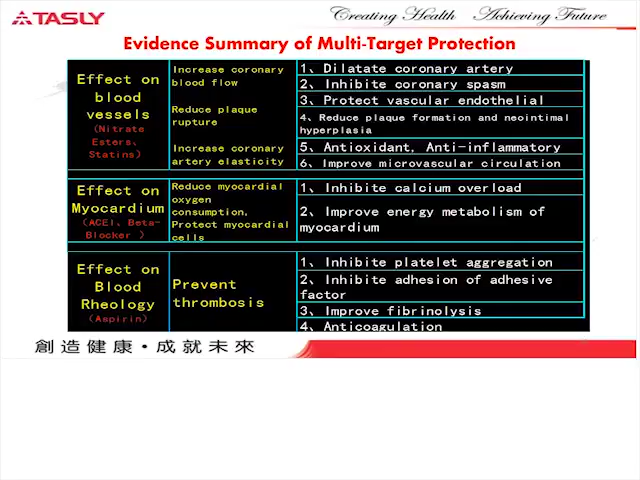 TASLY
Creating Health Achieving Future
Evidence Summary of Multi-Target Protection
Effect on
blood
vessels
(Nitrate
Esters、
Statins)
Increase coronary
blood flow
Reduce plaque
rupture
Increase coronary
artery elasticity
1、Dilatate coronary artery
2、Inhibite coronary spasm
3、Protect vascular endothelial
4、Reduce plaque formation and neointimal
hyperplasia
5、Antioxidant, Anti-inflammatory
6、Improve microvascular circulation
Effect on
Myocardium
(ACEI、Beta-
Blocker )
Reduce myocardial
oxygen
consumption,
Protect myocardial
cells
1、Inhibite calcium overload
2、Improve energy metabolism of
myocardium
Effect on
Blood
Rheology
(Aspirin)
Prevent
thrombosis
1、Inhibite platelet aggregation
2、Inhibite adhesion of adhesive
factor
3、Improve fibrinolysis
4、Anticoagulation
創造健康·成就未來